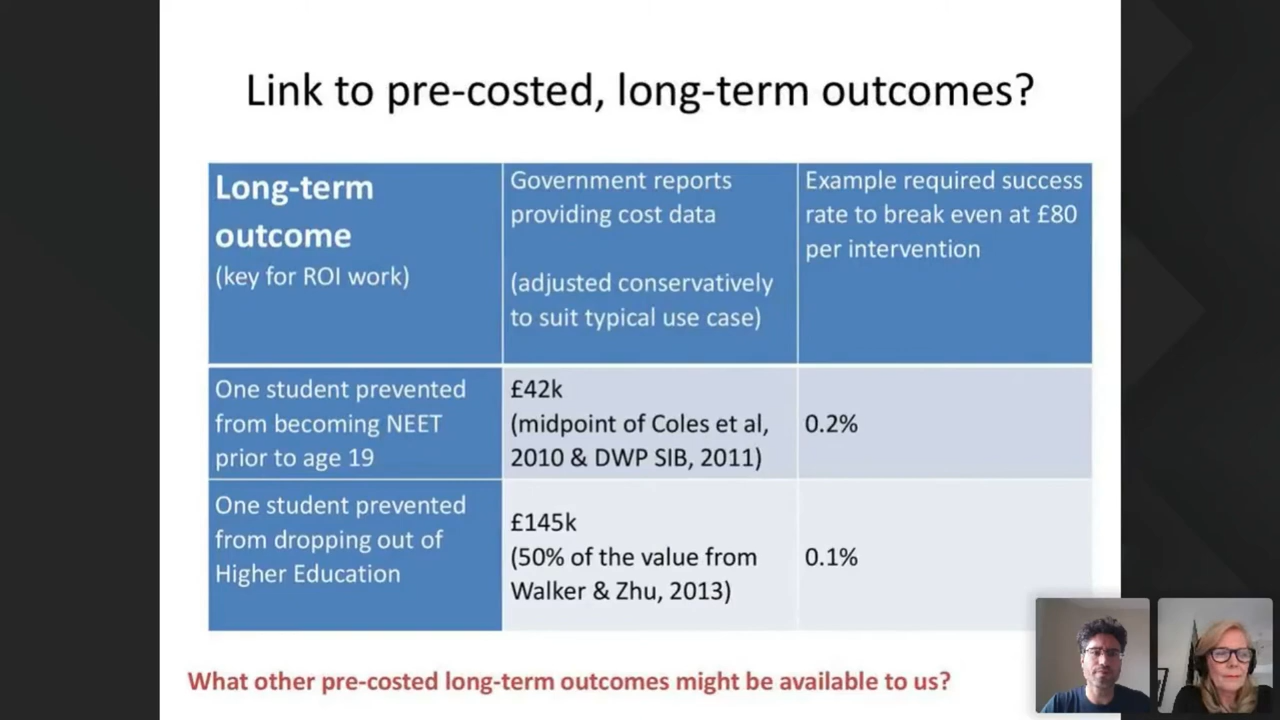 Link to pre-costed, long-term outcomes?
Long-term
outcome
(key for ROI work)
Government reports
providing cost data
(adjusted conservatively
to suit typical use case)
Example required success
rate to break even at £80
per intervention
One student prevented
from becoming NEET
prior to age 19
£42k
(midpoint of Coles et al,
2010 & DWP SIB, 2011)
0.2%
One student prevented
from dropping out of
Higher Education
£145k
(50% of the value from
Walker & Zhu, 2013)
0.1%
What other pre-costed long-term outcomes might be available to us?